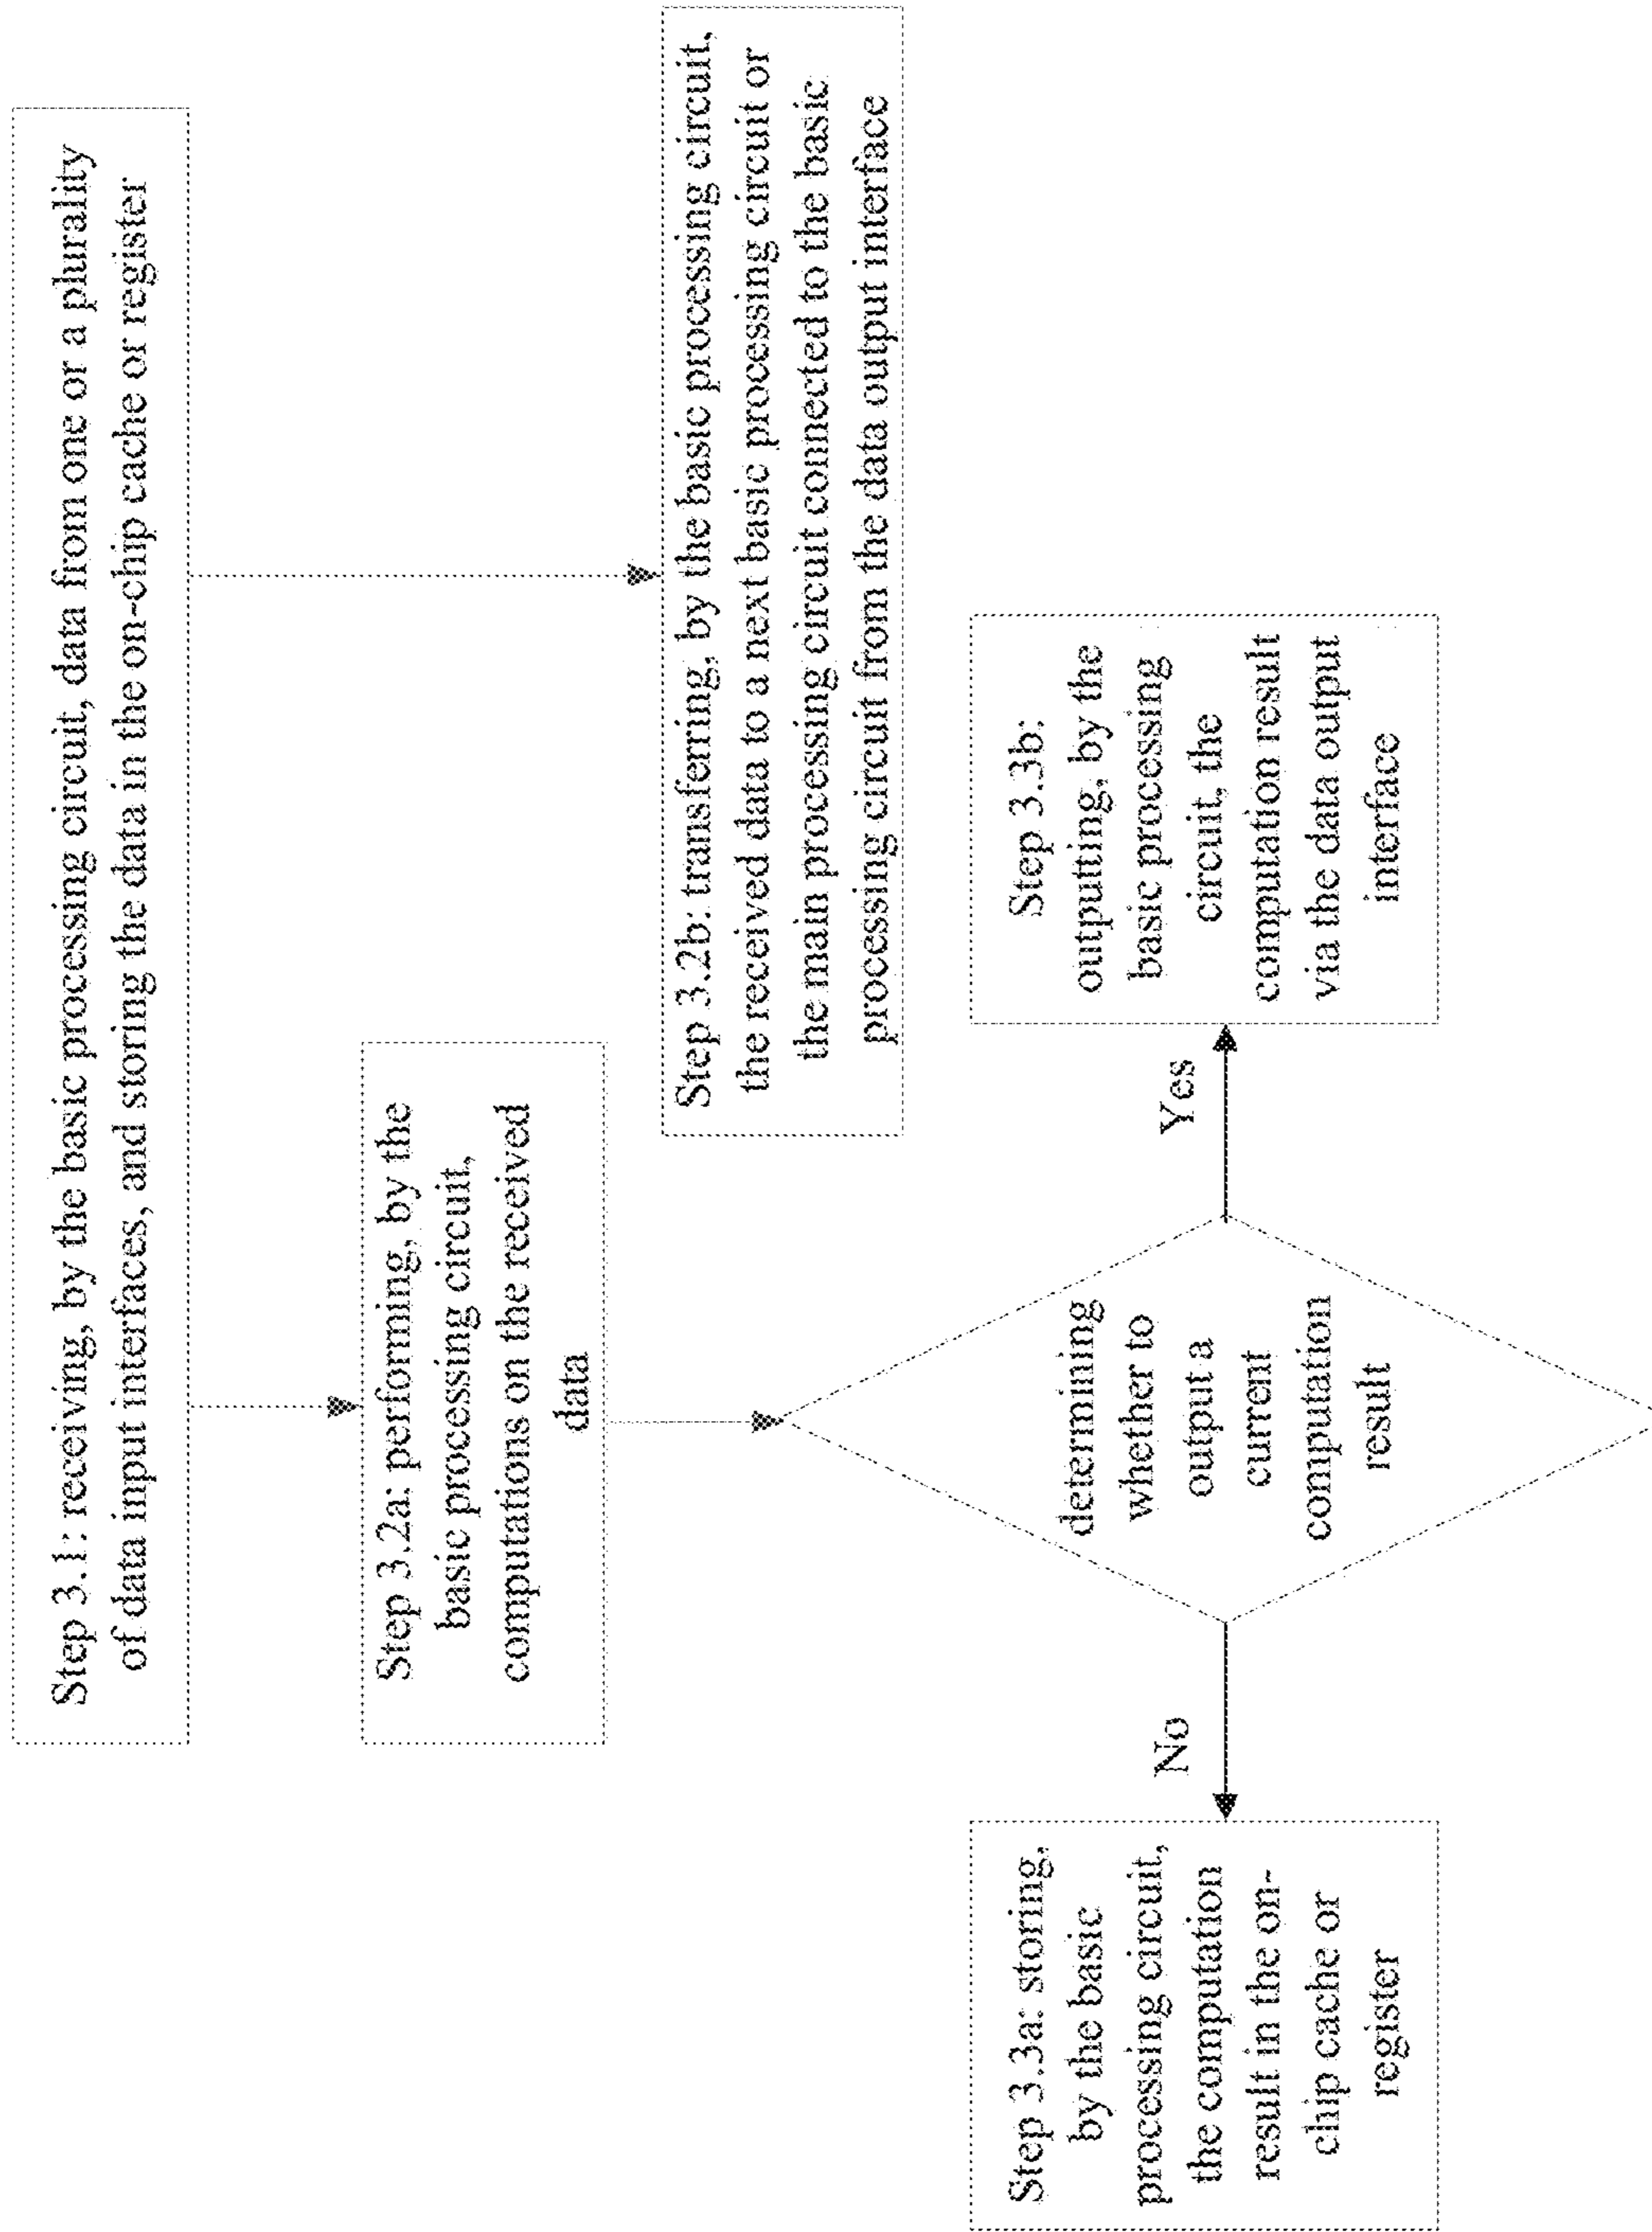 Step 3.1: receiving, by the basic processing circuit, data from one or a plurality
of data input interfaces, and storing the data in the on-chip cache or register
Step 3.2a: performing, by the
basic processing circuit,
computations on the received
data
Step 3.2b: transferring, by the basic processing circuit,
the received data to a next basic processing circuit or
the main processing circuit connected to the basic
processing circuit from the data output interface
determining
whether to
output a
current
computation
result
No
Yes
Step 3.3a: storing,
by the basic
processing circuit,
the computation
result in the on-
chip cache or
register
Step 3.3b:
outputting, by the
basic processing
circuit, the
computation result
via the data output
interface